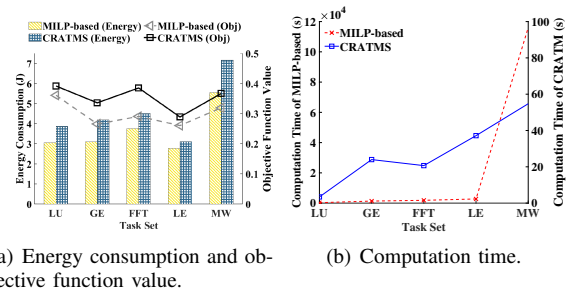 MILP-based (Energy) MILP-based (Obj)
CRATMS (Energy) CRATMS (Obj)
Energy Consumption (J)
7
6
5
4
3
2
1
0
0.5
0.4
0.3
0.2
0.1
0
Objective Function Value
LU GE FFT LE MW
Task Set
a) Energy consumption and ob-
ective function value.
×10⁴
MILP-based
CRATMS
Computation Time of MILP-based (s)
12
10
8
6
4
2
0
100
80
60
40
20
0
Computation Time of CRATM (s)
LU GE FFT LE MW
Task Set
(b) Computation time.